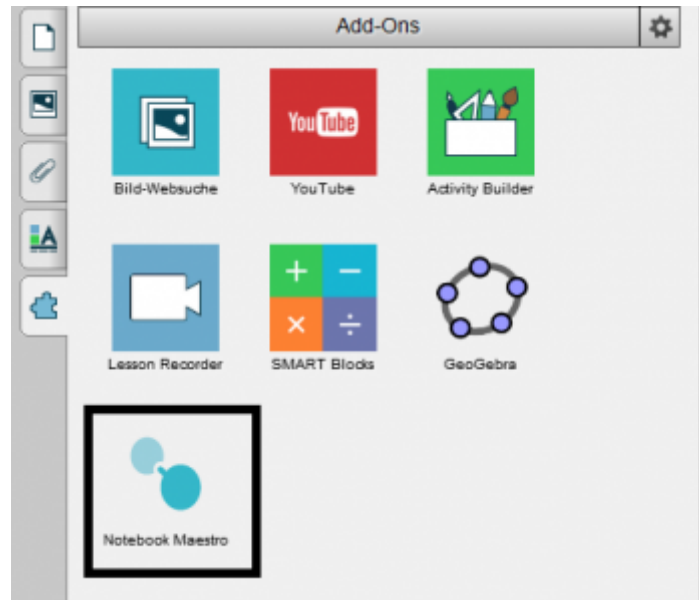 Add-Ons
You Tube
Bild-Websuche
YouTube
Activity Builder
A
Lesson Recorder
SMART Blocks
GeoGebra
Notebook Maestro